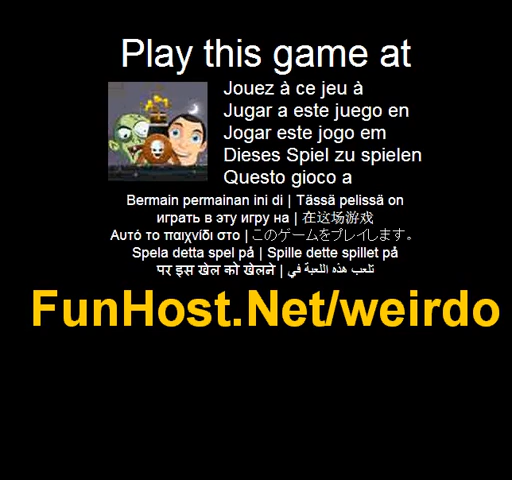 Play this game at
Jouez à ce jeu à
Jugar a este juego en
Jogar este jogo em
Dieses Spiel zu spielen
Questo gioco a
Bermain permainan ini di | Tässä pelissä on
играть в эту игру на | 在这场游戏
Αυτό το παιχνίδι στο | このゲームをプレイします。
Spela detta spel på | Spille dette spillet på
पर इस खेल को खेलने | تلعب هذه اللعبة في
FunHost.Net/weirdo